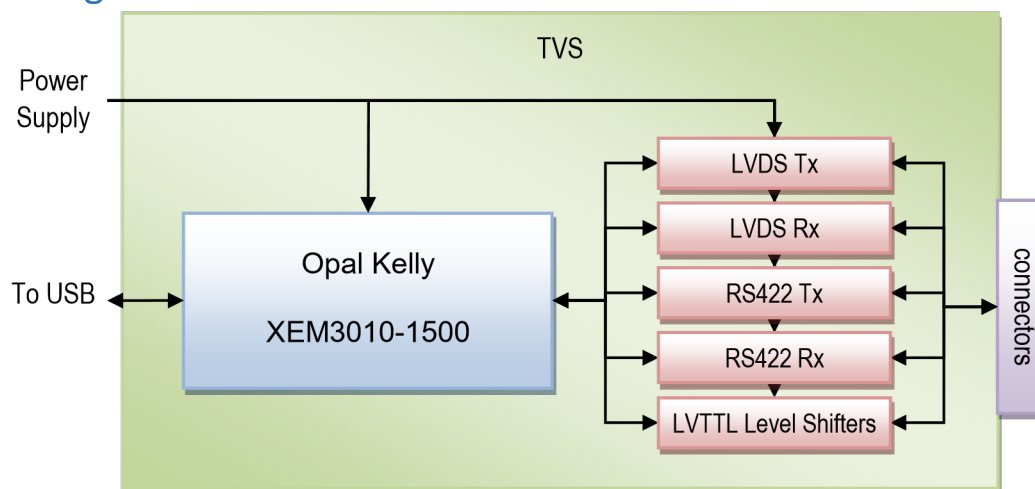 TVS
Power
Supply
LVDS Tx
LVDS Rx
Opal Kelly
XEM3010-1500
To USB
RS422 Tx
RS422 Rx
LVTTL Level Shifters
connectors